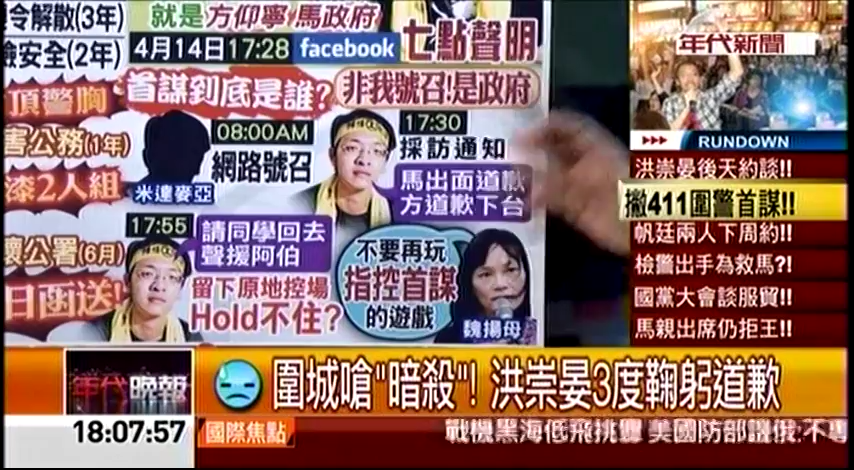 令解散(3年)
就是方仰寧 馬政府
七點聲明
年代新聞
檢安全(2年)
4月14日17:28 facebook
頂警胸
首謀到底是誰?
非我號召!是政府
害公務(1年)
08:00AM
17:30
RUNDOWN
網路號召
採訪通知
洪崇晏後天約談!!
漆2人組
米達麥亞
馬出面道歉
方道歉下台
撇411圍警首謀!!
17:55
帆廷兩人下周約!!
壞公署(6月)
請同學回去
聲援阿伯
不要再玩
檢警出手為救馬?!
日函送!
留下原地控場
指控首謀
國黨大會談服貿!!
Hold不住?
的遊戲
魏揚母
馬親出席仍拒王!!
年代晚報
圍城嗆"暗殺"! 洪崇晏3度鞠躬道歉
18:07:57
國際焦點
戰機黑海低飛挑釁 美國防部譏俄:不專